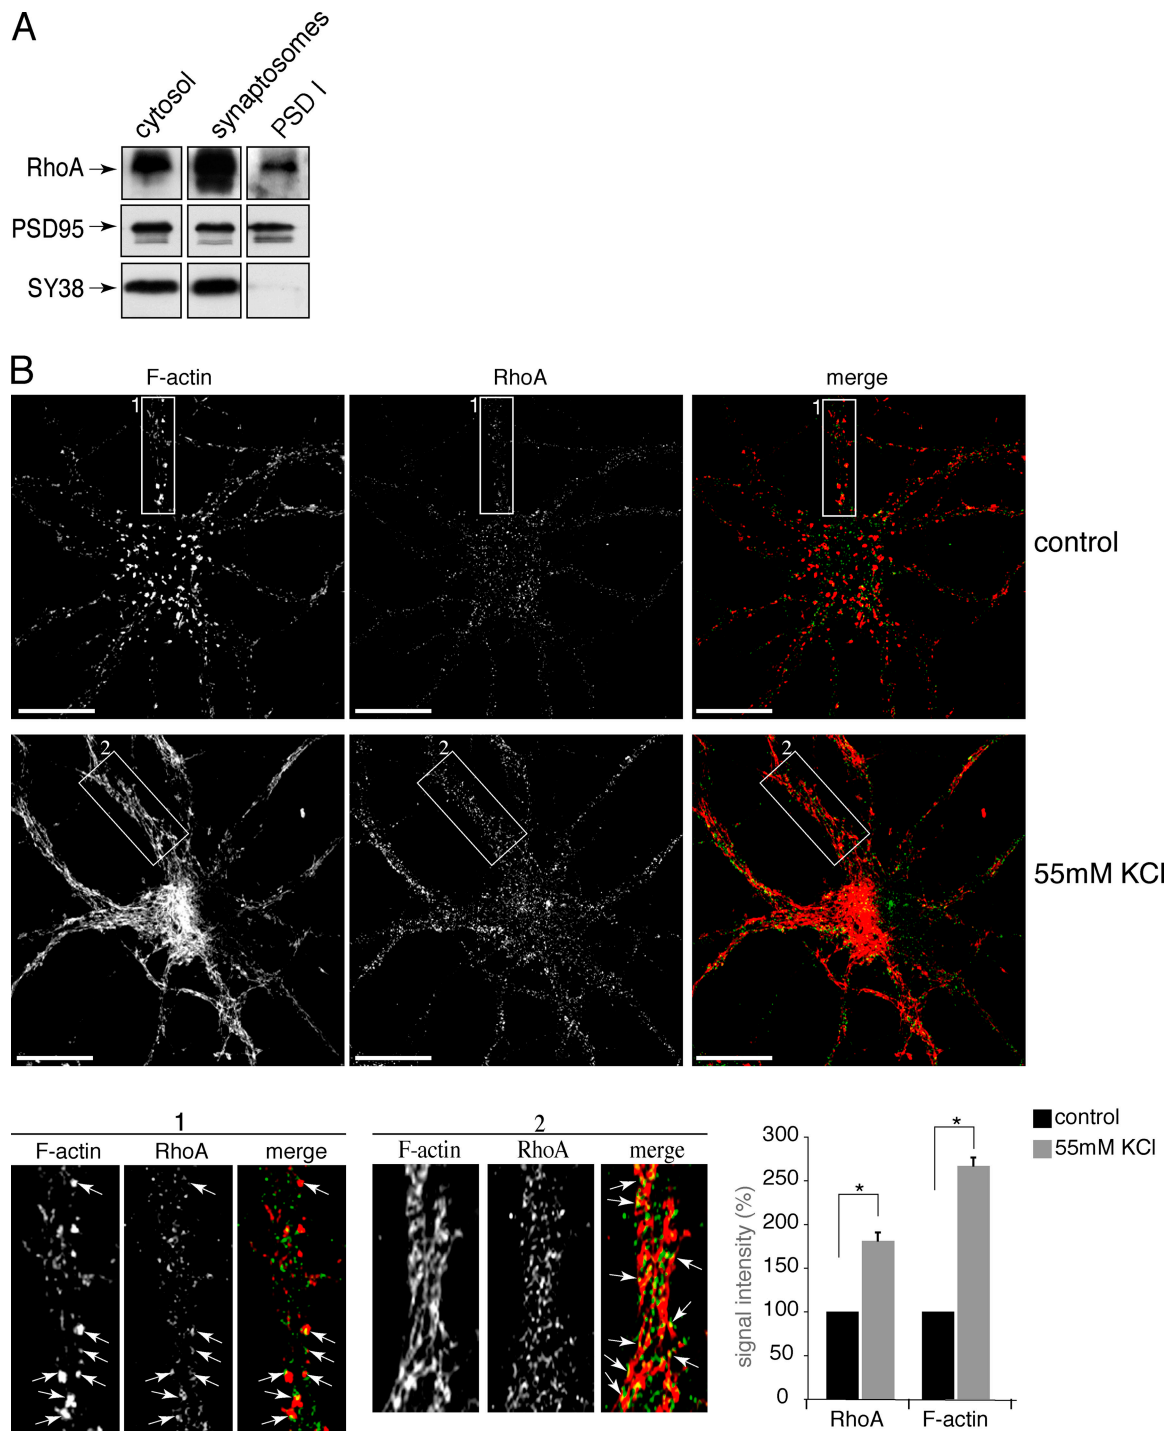 A
cytosol
synaptosomes
PSD I
RhoA
PSD95
SY38
B
F-actin
RhoA
merge
1
1
1
control
2
2
2
55mM KCl
1
F-actin
RhoA
merge
2
F-actin
RhoA
merge
control
55mM KCl
signal intensity (%)
300
250
200
150
100
50
0
*
*
RhoA
F-actin